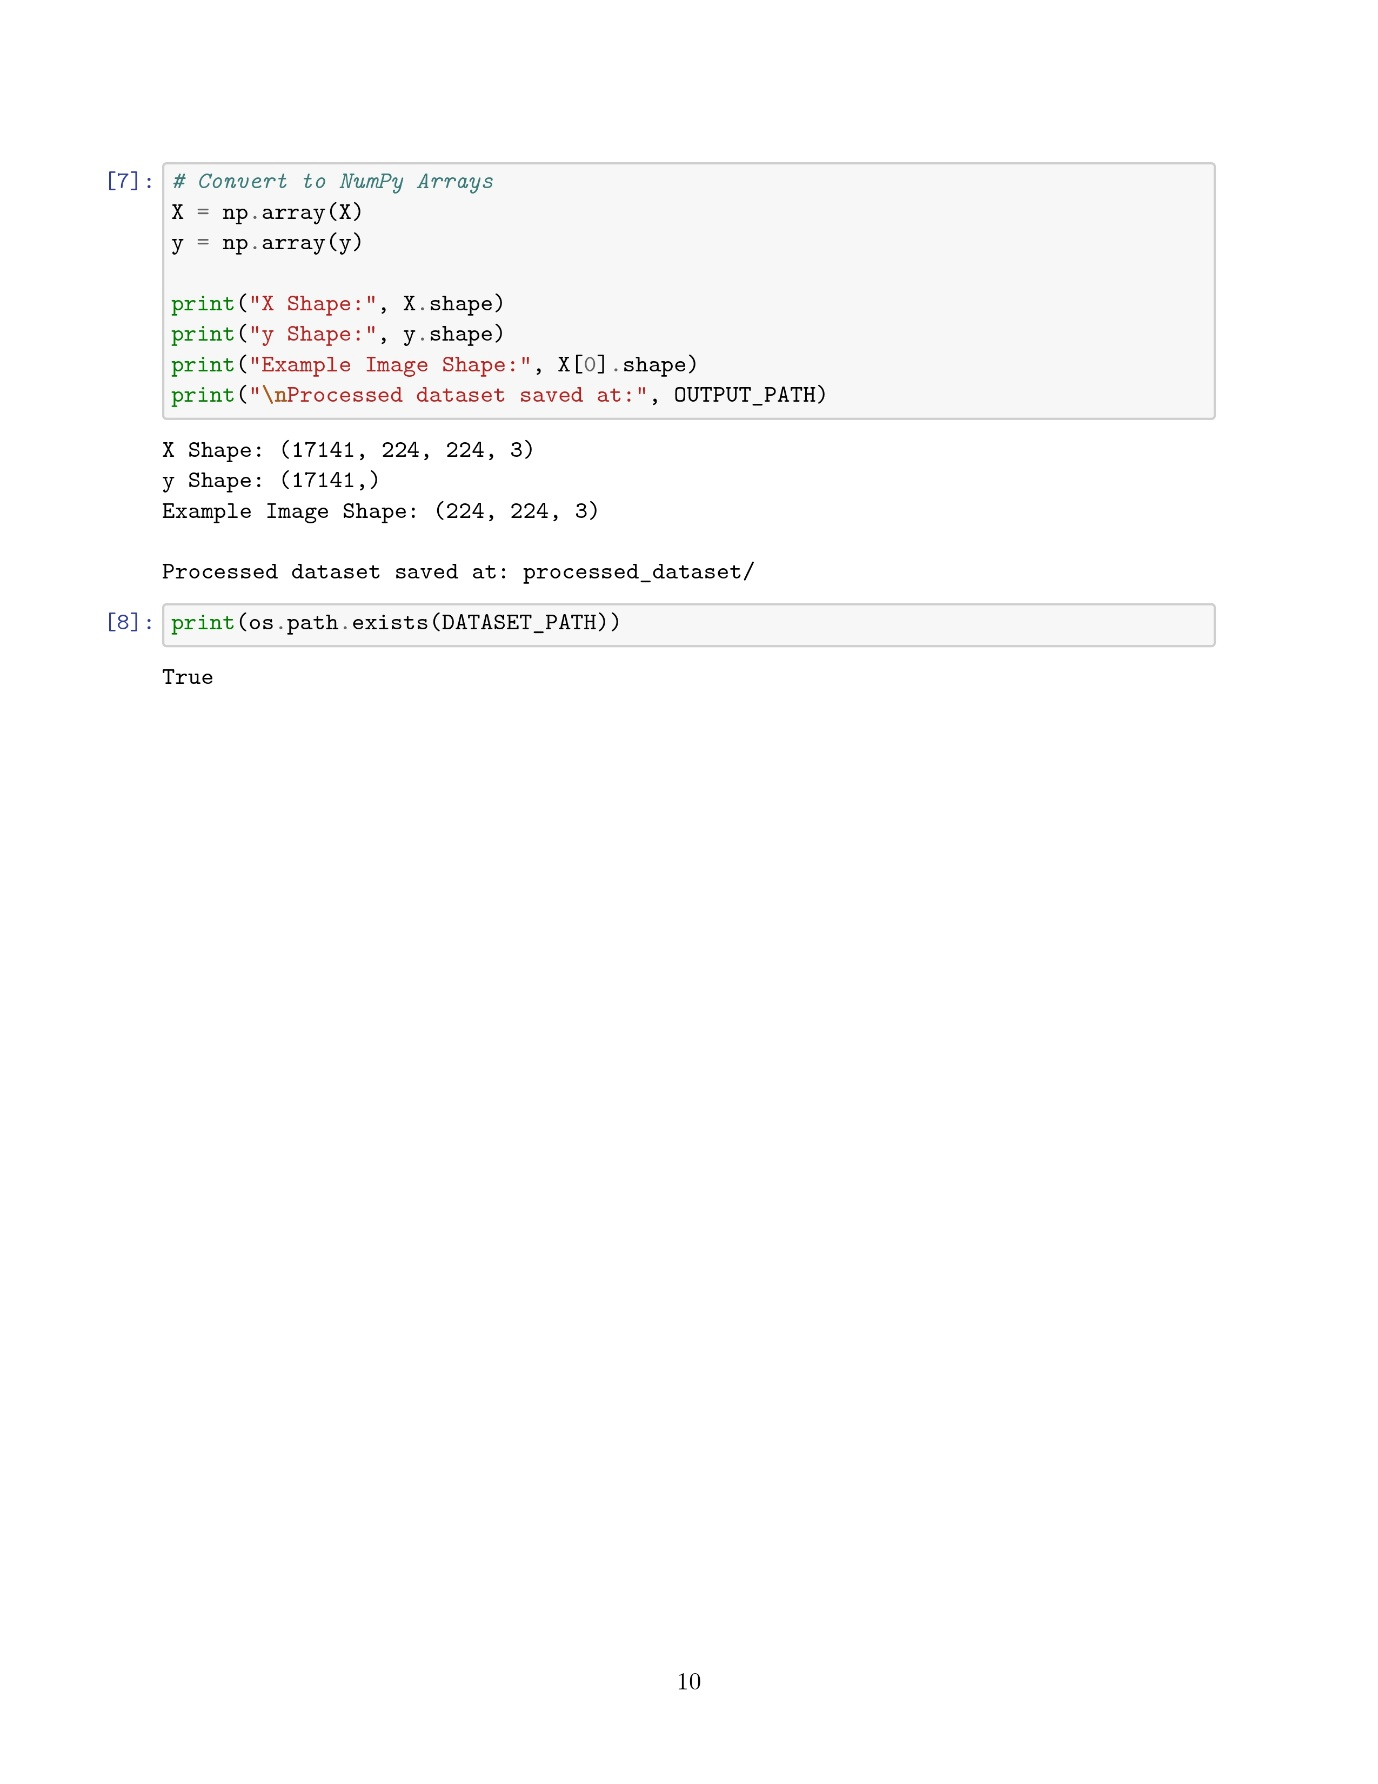 [7]: # Convert to NumPy Arrays
X = np.array(X)
y = np.array(y)
print("X Shape:", X.shape)
print("y Shape:", y.shape)
print("Example Image Shape:", X[0].shape)
print("\nProcessed dataset saved at:", OUTPUT_PATH)
X Shape: (17141, 224, 224, 3)
y Shape: (17141,)
Example Image Shape: (224, 224, 3)
Processed dataset saved at: processed_dataset/
[8]: print(os.path.exists(DATASET_PATH))
True
10